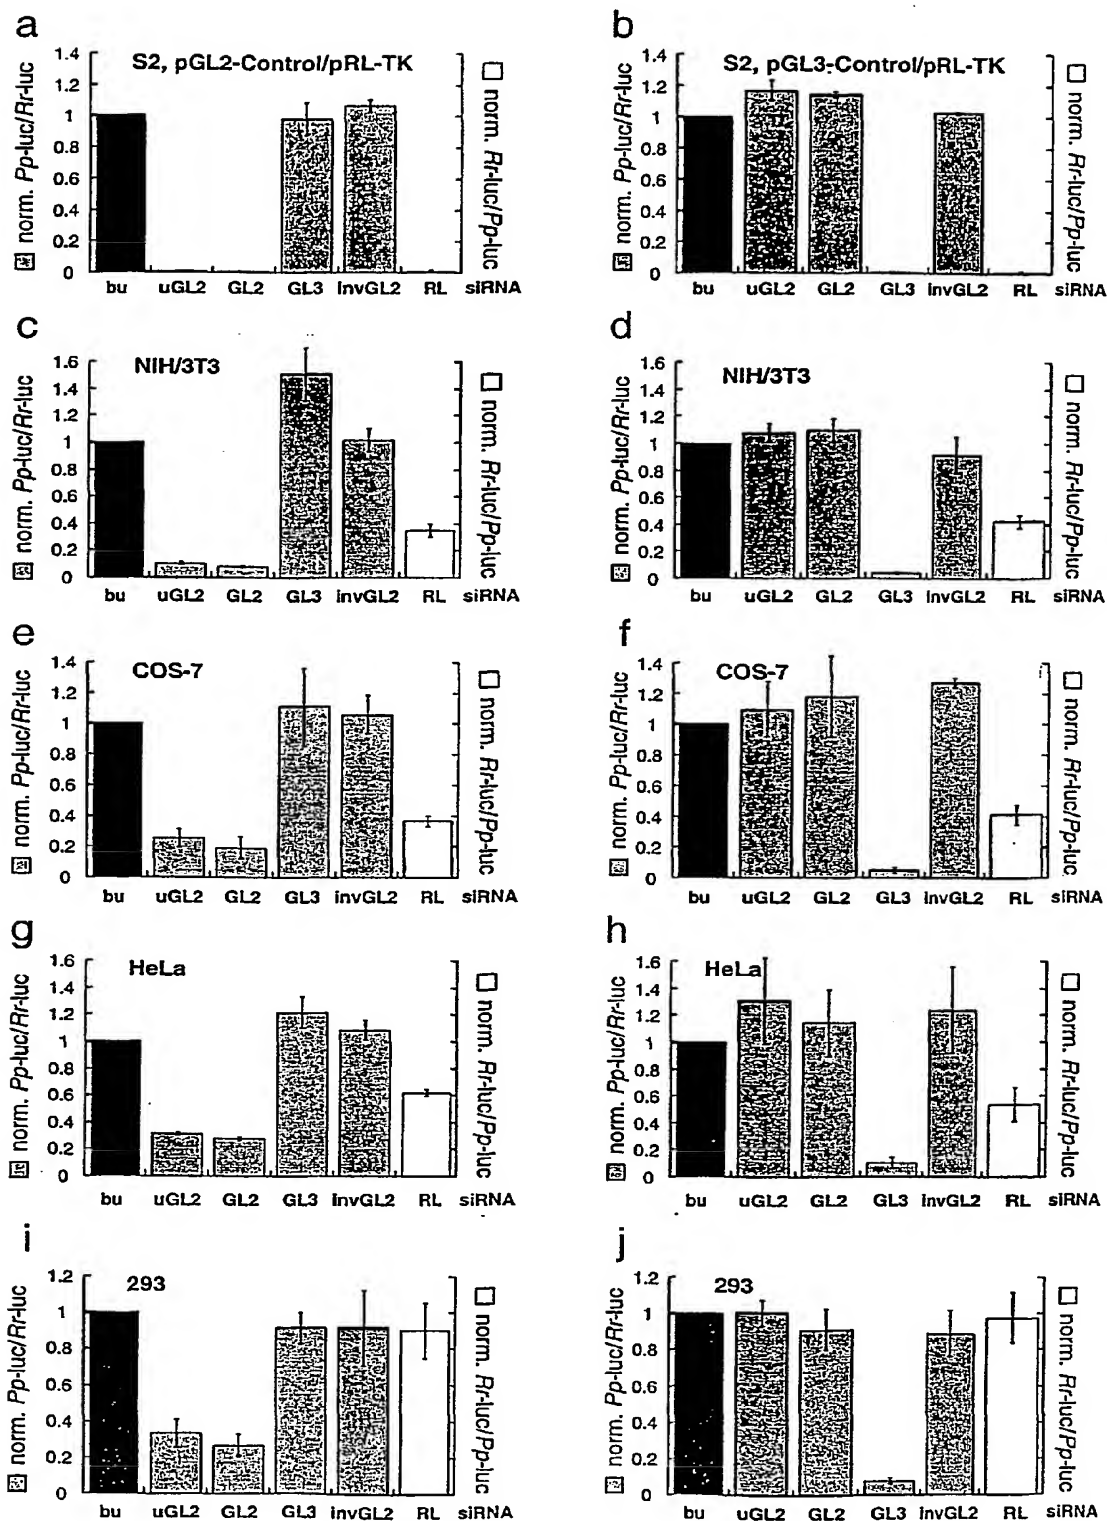 a
S2, pGL2-Control/pRL-TK
norm. Pp-luc/Rr-luc
1.4
1.2
1
0.8
0.6
0.4
0.2
0
bu uGL2 GL2 GL3 invGL2 RL siRNA
norm. Rr-luc/Pp-luc
b
S2, pGL3-Control/pRL-TK
norm. Pp-luc/Rr-luc
1.4
1.2
1
0.8
0.6
0.4
0.2
0
bu uGL2 GL2 GL3 invGL2 RL siRNA
norm. Rr-luc/Pp-luc
c
NIH/3T3
norm. Pp-luc/Rr-luc
1.6
1.4
1.2
1
0.8
0.6
0.4
0.2
0
bu uGL2 GL2 GL3 invGL2 RL siRNA
norm. Rr-luc/Pp-luc
d
NIH/3T3
norm. Pp-luc/Rr-luc
1.6
1.4
1.2
1
0.8
0.6
0.4
0.2
0
bu uGL2 GL2 GL3 invGL2 RL siRNA
norm. Rr-luc/Pp-luc
e
COS-7
norm. Pp-luc/Rr-luc
1.4
1.2
1
0.8
0.6
0.4
0.2
0
bu uGL2 GL2 GL3 invGL2 RL siRNA
norm. Rr-luc/Pp-luc
f
COS-7
norm. Pp-luc/Rr-luc
1.4
1.2
1
0.8
0.6
0.4
0.2
0
bu uGL2 GL2 GL3 invGL2 RL siRNA
norm. Rr-luc/Pp-luc
g
HeLa
norm. Pp-luc/Rr-luc
1.6
1.4
1.2
1
0.8
0.6
0.4
0.2
0
bu uGL2 GL2 GL3 invGL2 RL siRNA
norm. Rr-luc/Pp-luc
h
HeLa
norm. Pp-luc/Rr-luc
1.6
1.4
1.2
1
0.8
0.6
0.4
0.2
0
bu uGL2 GL2 GL3 invGL2 RL siRNA
norm. Rr-luc/Pp-luc
i
293
norm. Pp-luc/Rr-luc
1.2
1
0.8
0.6
0.4
0.2
0
bu uGL2 GL2 GL3 invGL2 RL siRNA
norm. Rr-luc/Pp-luc
j
293
norm. Pp-luc/Rr-luc
1.2
1
0.8
0.6
0.4
0.2
0
bu uGL2 GL2 GL3 invGL2 RL siRNA
norm. Rr-luc/Pp-luc